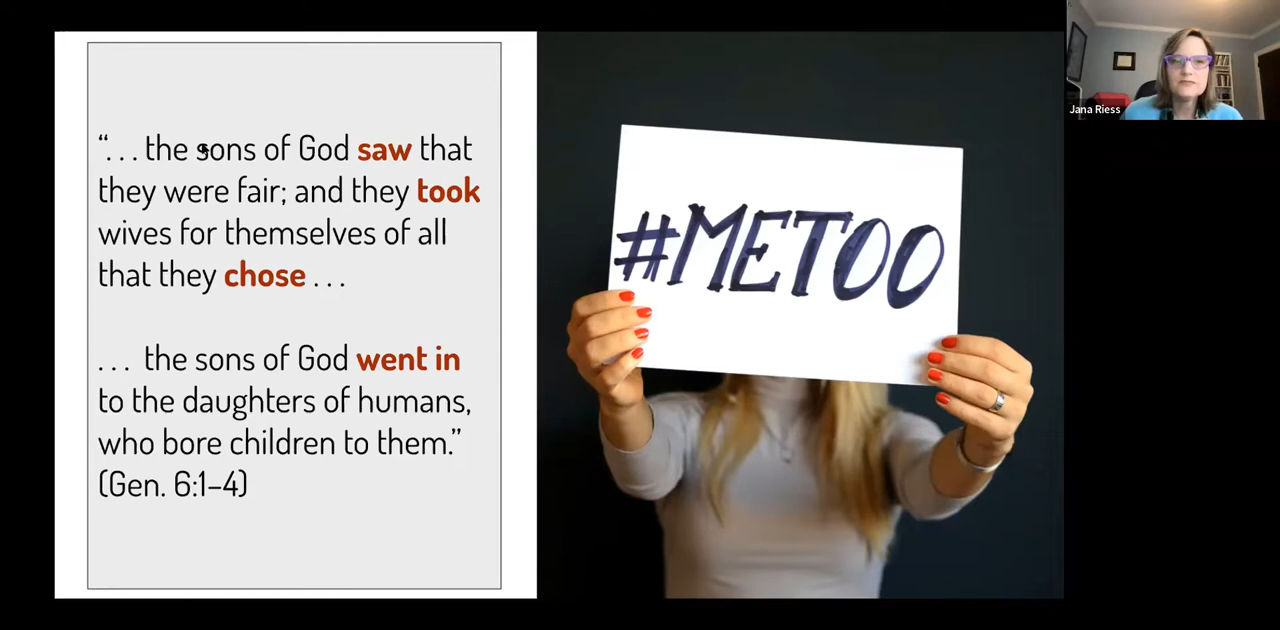 “. . . the sons of God saw that
they were fair; and they took
wives for themselves of all
that they chose . . .
. . . the sons of God went in
to the daughters of humans,
who bore children to them.”
(Gen. 6:1–4)
#METOO
Jana Riess